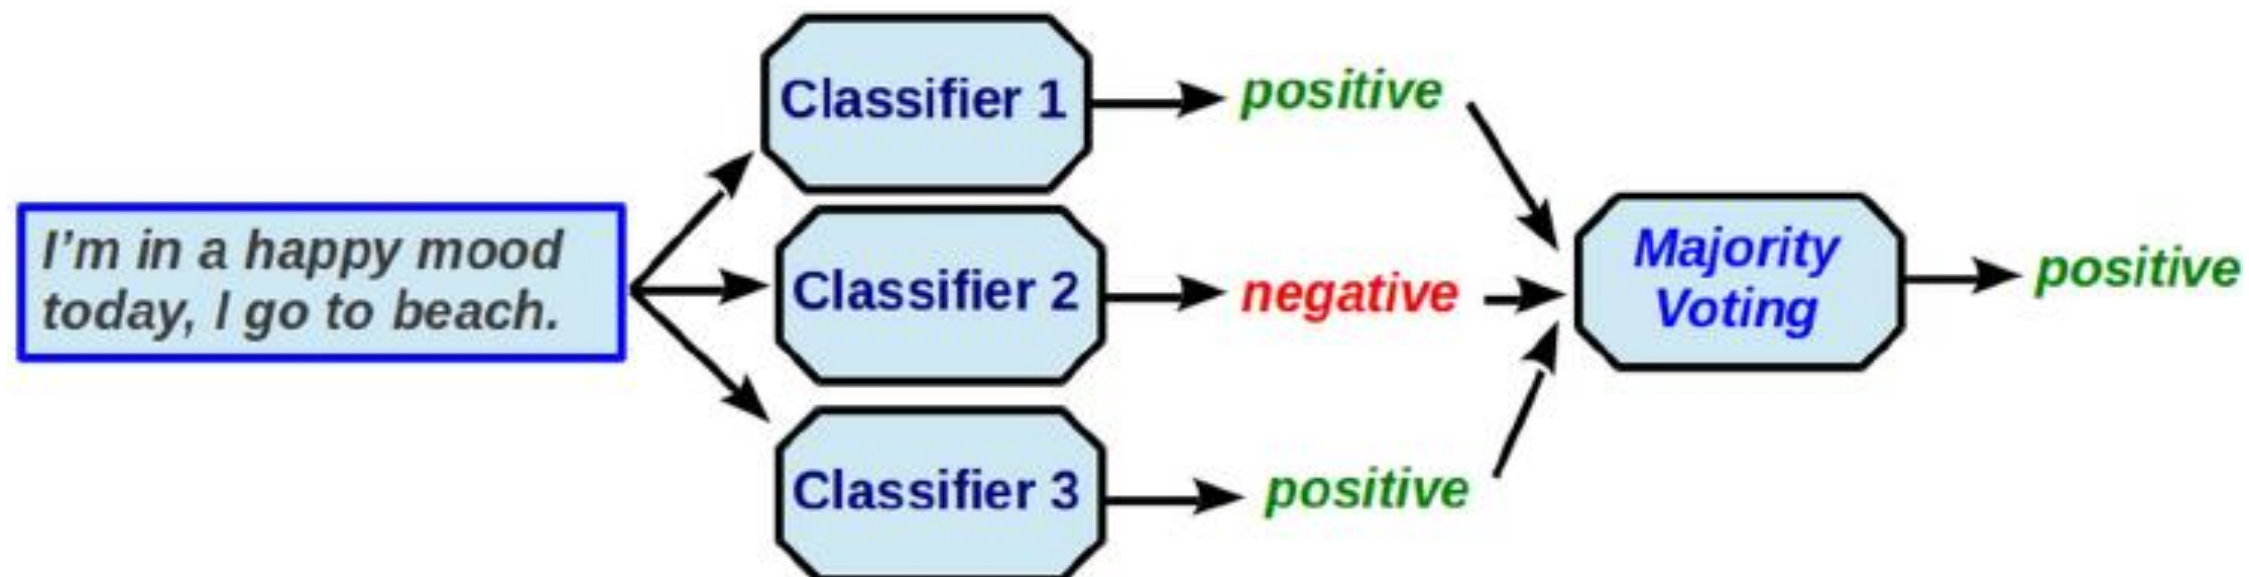 I'm in a happy mood
today, I go to beach.
Classifier 1
positive
Classifier 2
negative
Classifier 3
positive
Majority
Voting
positive